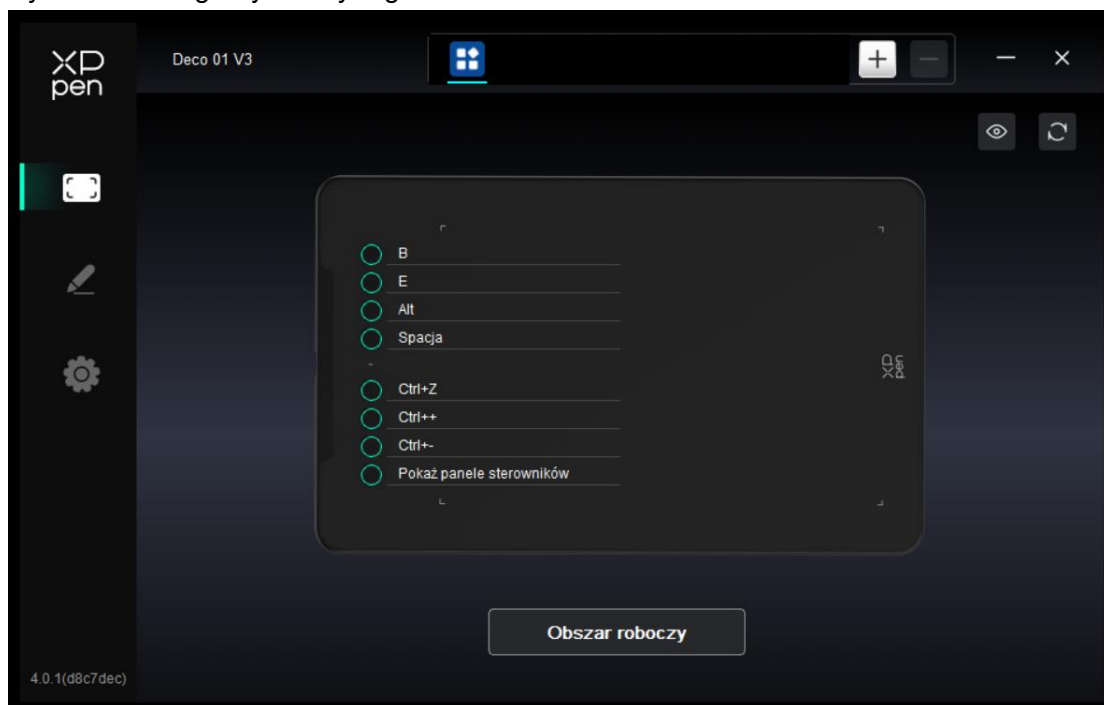 XP
pen
Deco 01 V3
B
E
Alt
Spacja
-
Ctrl+Z
Ctrl++
Ctrl+-
Pokaż panele sterowników
XP
pen
Obszar roboczy
4.0.1(d8c7dec)